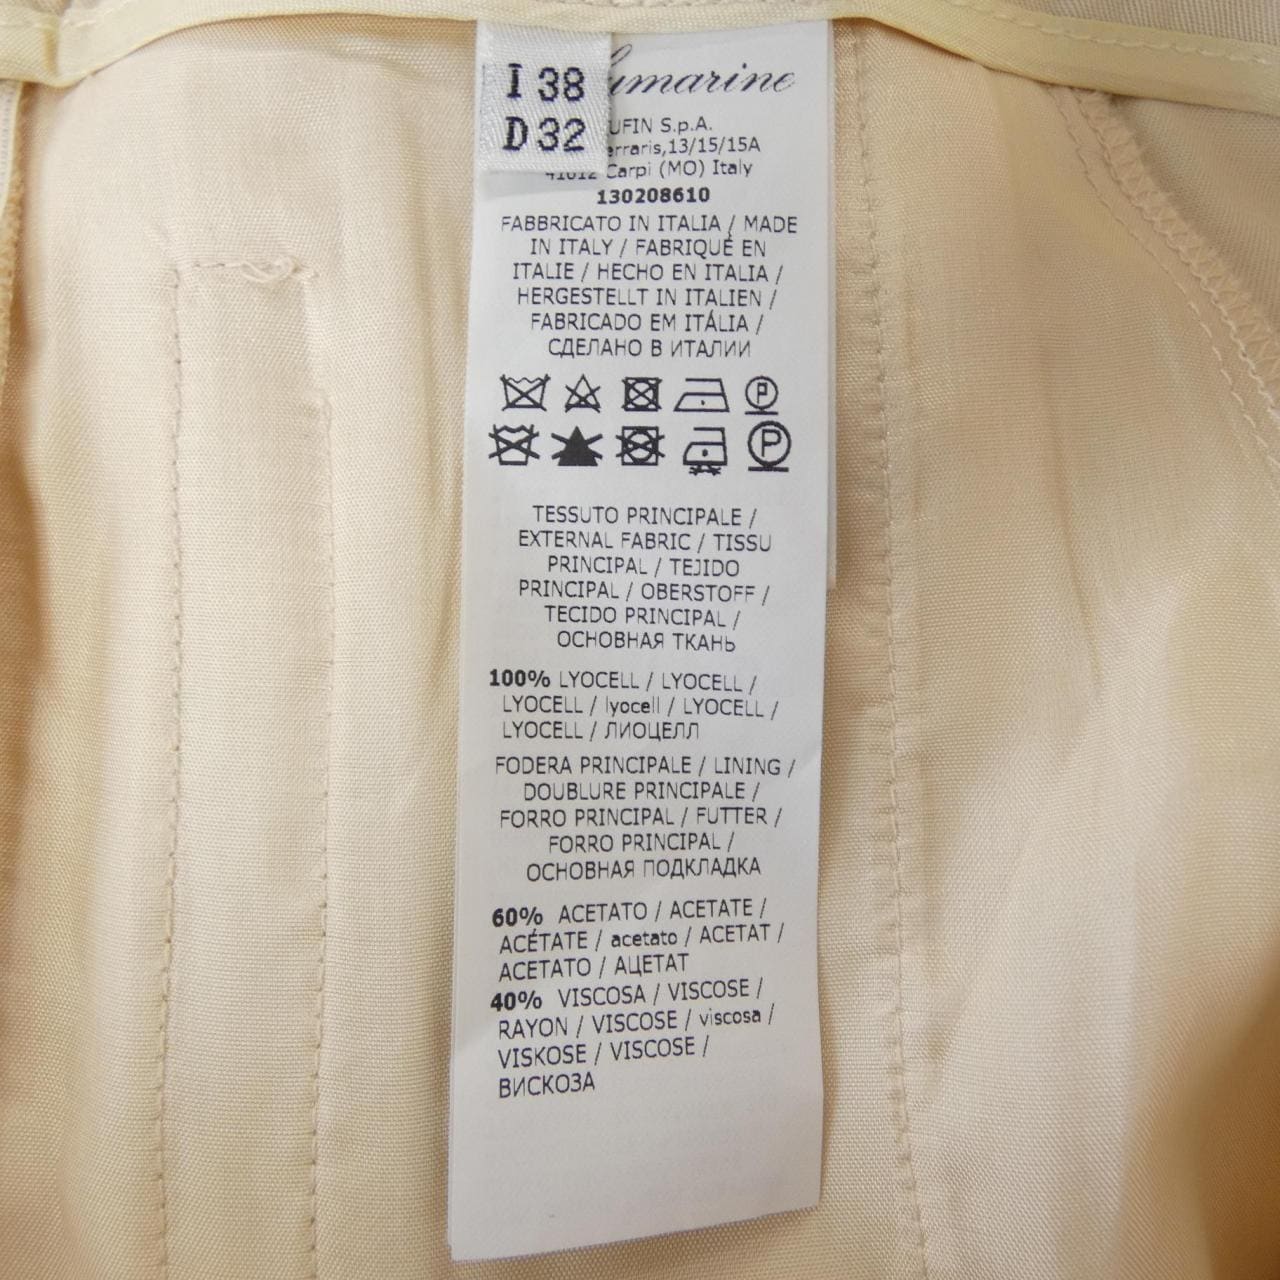 I 38
D 32
UFIN S.p.A.
erraris,13/15/15A
41012 Carpi (MO) Italy
130208610
FABBRICATO IN ITALIA / MADE
IN ITALY / FABRIQUÉ EN
ITALIE / HECHO EN ITALIA /
HERGESTELLT IN ITALIEN /
FABRICADO EM ITÁLIA /
СДЕЛАНО В ИТАЛИИ
P
P
TESSUTO PRINCIPALE /
EXTERNAL FABRIC / TISSU
PRINCIPAL / TEJIDO
PRINCIPAL / OBERSTOFF /
TECIDO PRINCIPAL /
ОСНОВНАЯ ТКАНЬ
100% LYOCELL / LYOCELL /
LYOCELL / lyocell / LYOCELL /
LYOCELL / ЛИОЦЕЛЛ
FODERA PRINCIPALE / LINING /
DOUBLURE PRINCIPALE /
FORRO PRINCIPAL / FUTTER /
FORRO PRINCIPAL /
ОСНОВНАЯ ПОДКЛАДКА
60% ACETATO / ACETATE /
ACÉTATE / acetato / ACETAT /
ACETATO / АЦЕТАТ
40% VISCOSA / VISCOSE /
RAYON / VISCOSE / viscosa /
VISKOSE / VISCOSE /
ВИСКОЗА